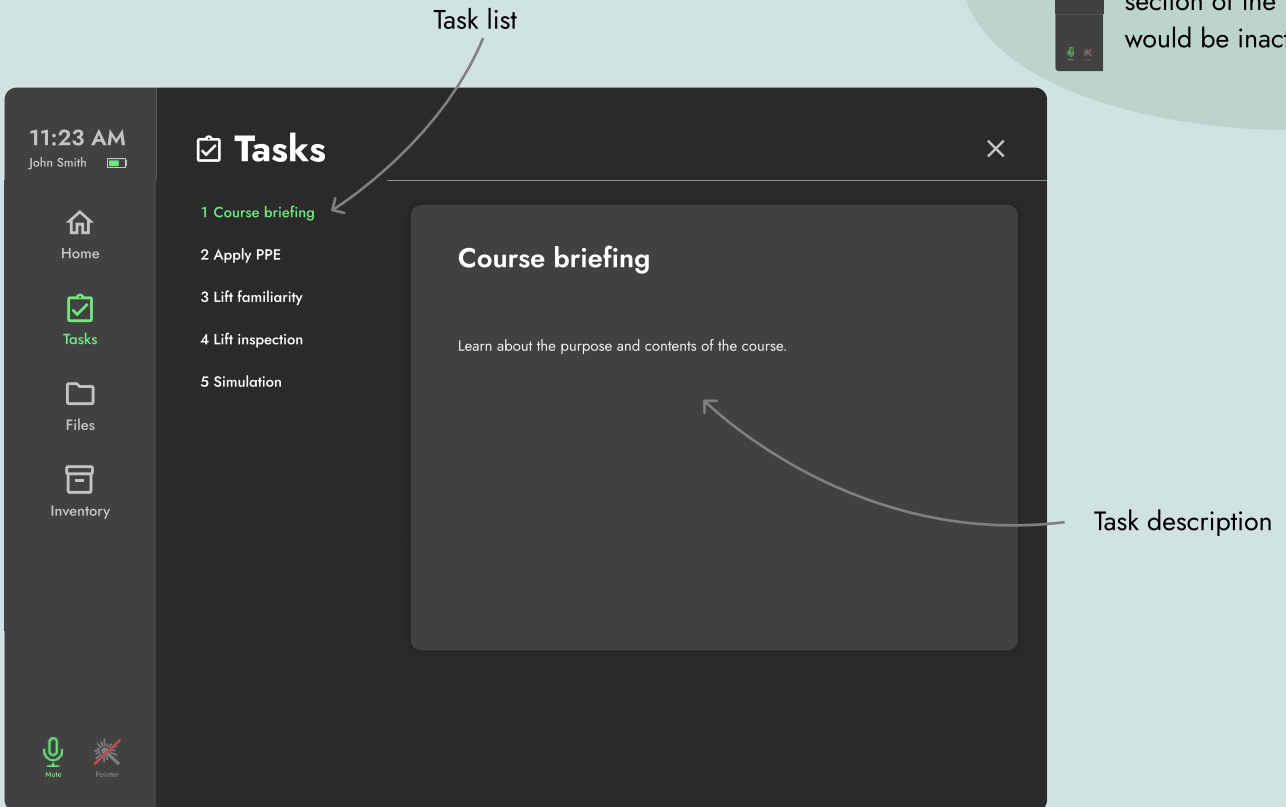 Task list
section of the
would be inact
11:23 AM
John Smith
Home
Tasks
Files
Inventory
Mute
Pointer
Tasks
1 Course briefing
2 Apply PPE
3 Lift familiarity
4 Lift inspection
5 Simulation
Course briefing
Learn about the purpose and contents of the course.
Task description